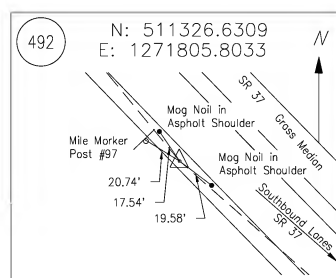 492
N: 511326.6309
E: 1271805.8033
N
SR 37
Grass Median
Mag Nail in
Asphalt Shoulder
Mile Marker
Post #97
Mag Nail in
Asphalt Shoulder
20.74'
17.54'
19.58'
Southbound Lanes
SR 37